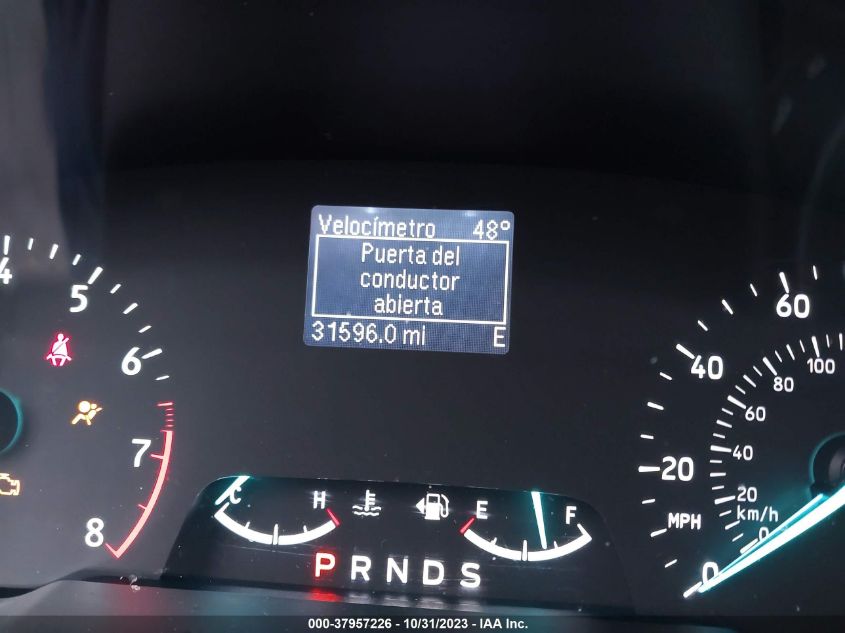 Velocímetro 48°
Puerta del
conductor
abierta
31596.0 mi E
4
5
6
7
8
C H E F
P R N D S
0
20
40
60
MPH
0
20
40
60
80
100
km/h
000-37957226 - 10/31/2023 - IAA Inc.